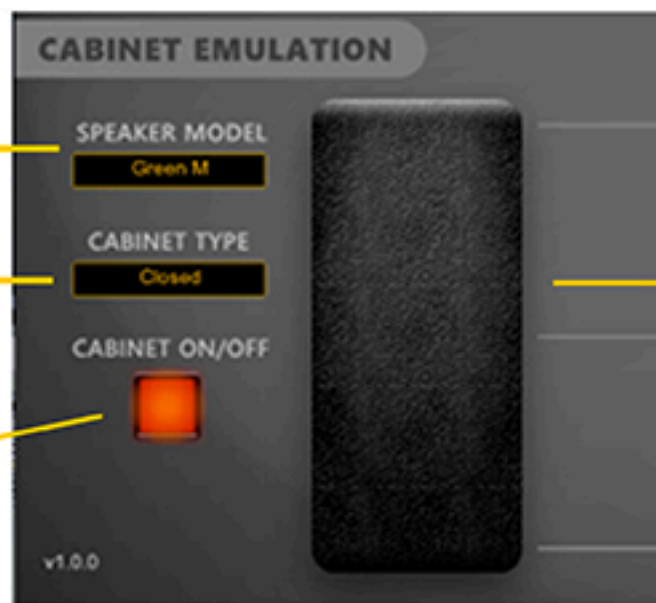 CABINET EMULATION
SPEAKER MODEL
Green M
CABINET TYPE
Closed
CABINET ON/OFF
v1.0.0